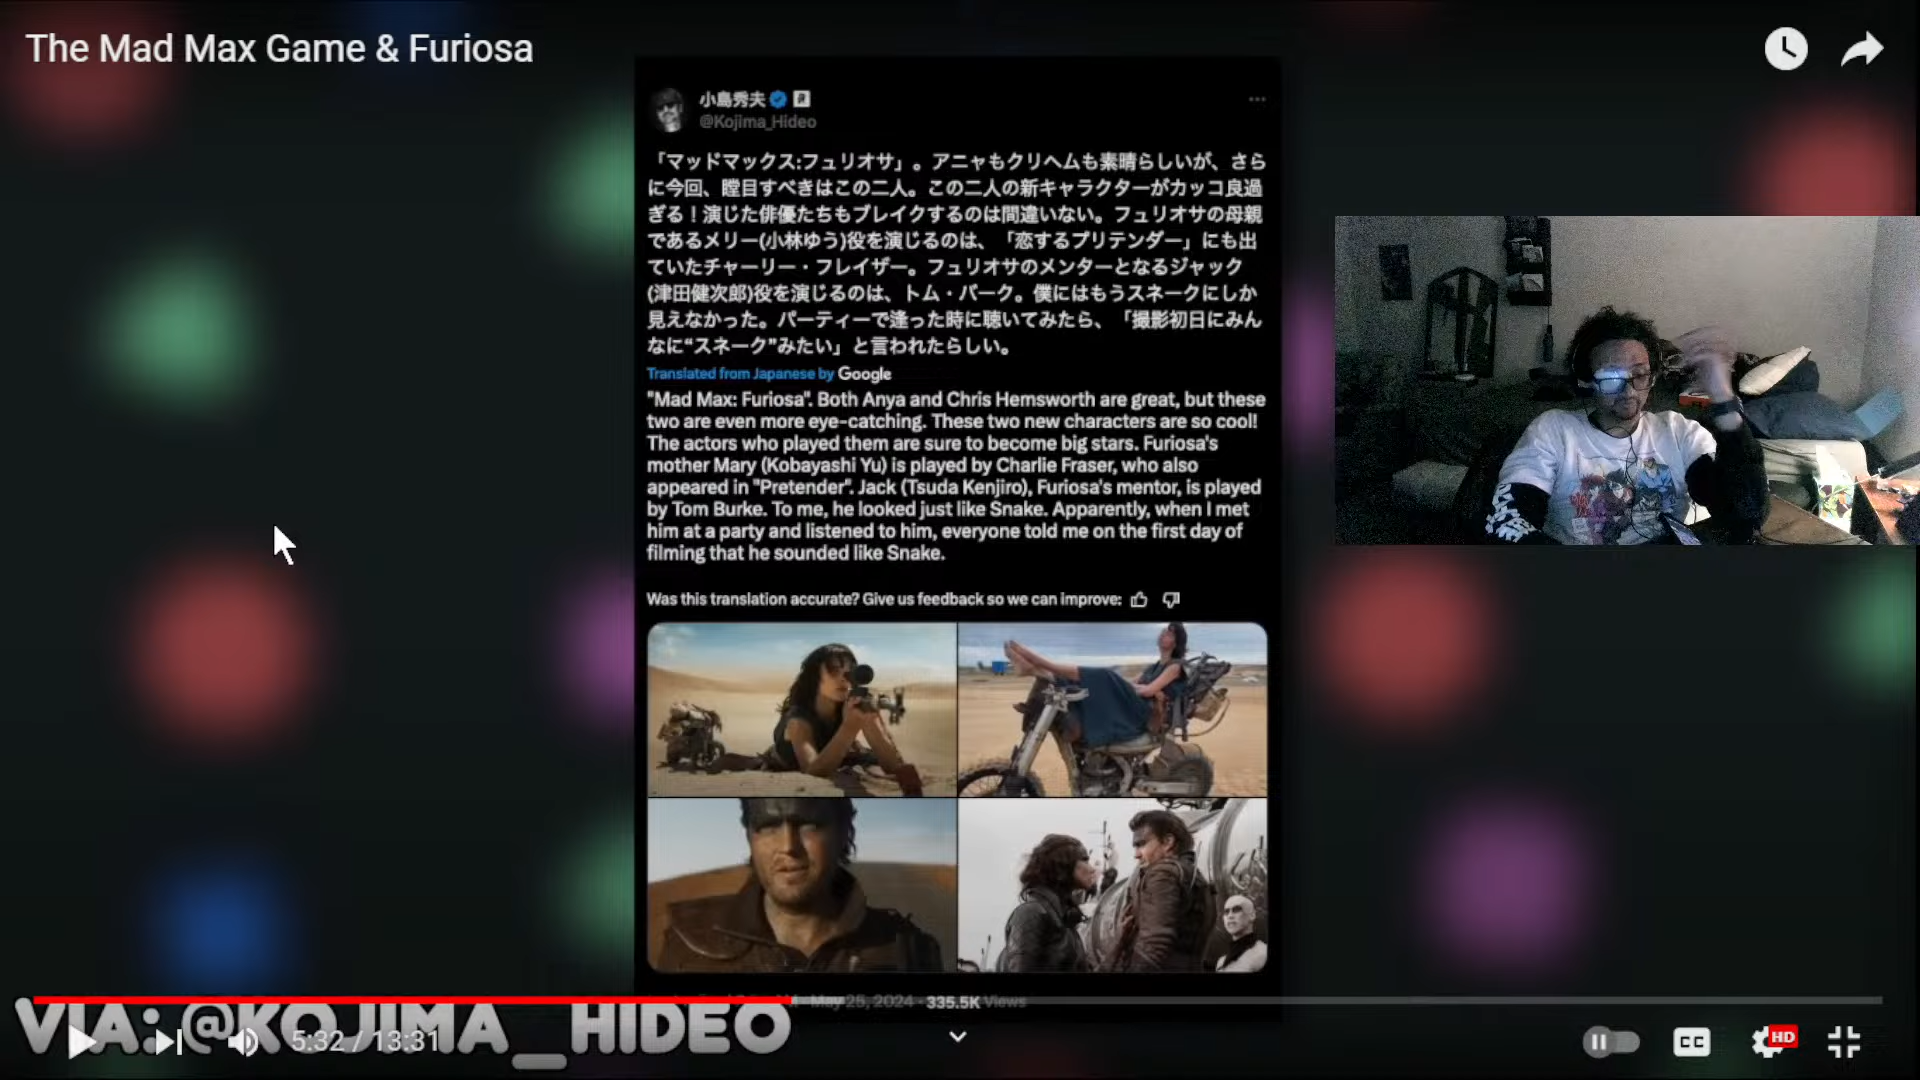 The Mad Max Game & Furiosa
小島秀夫
@Kojima_Hideo
「マッドマックス:フュリオサ」。アニャもクリヘムも素晴らしいが、さら
に今回、瞠目すべきはこの二人。この二人の新キャラクターがカッコ良過
ぎる！演じた俳優たちもブレイクするのは間違いない。フュリオサの母親
であるメリー(小林ゆう)役を演じるのは、「恋するプリテンダー」にも出
ていたチャーリー・フレイザー。フュリオサのメンターとなるジャック
(津田健次郎)役を演じるのは、トム・バーク。僕にはもうスネークにしか
見えなかった。パーティーで逢った時に聴いてみたら、「撮影初日にみん
なに“スネーク”みたい」と言われたらしい。
Translated from Japanese by Google
"Mad Max: Furiosa". Both Anya and Chris Hemsworth are great, but these
two are even more eye-catching. These two new characters are so cool!
The actors who played them are sure to become big stars. Furiosa's
mother Mary (Kobayashi Yu) is played by Charlie Fraser, who also
appeared in "Pretender". Jack (Tsuda Kenjiro), Furiosa's mentor, is played
by Tom Burke. To me, he looked just like Snake. Apparently, when I met
him at a party and listened to him, everyone told me on the first day of
filming that he sounded like Snake.
Was this translation accurate? Give us feedback so we can improve:
May 25, 2024 · 335.5K Views
VIA: @KOJIMA_HIDEO
5:32 / 13:31
CC
HD